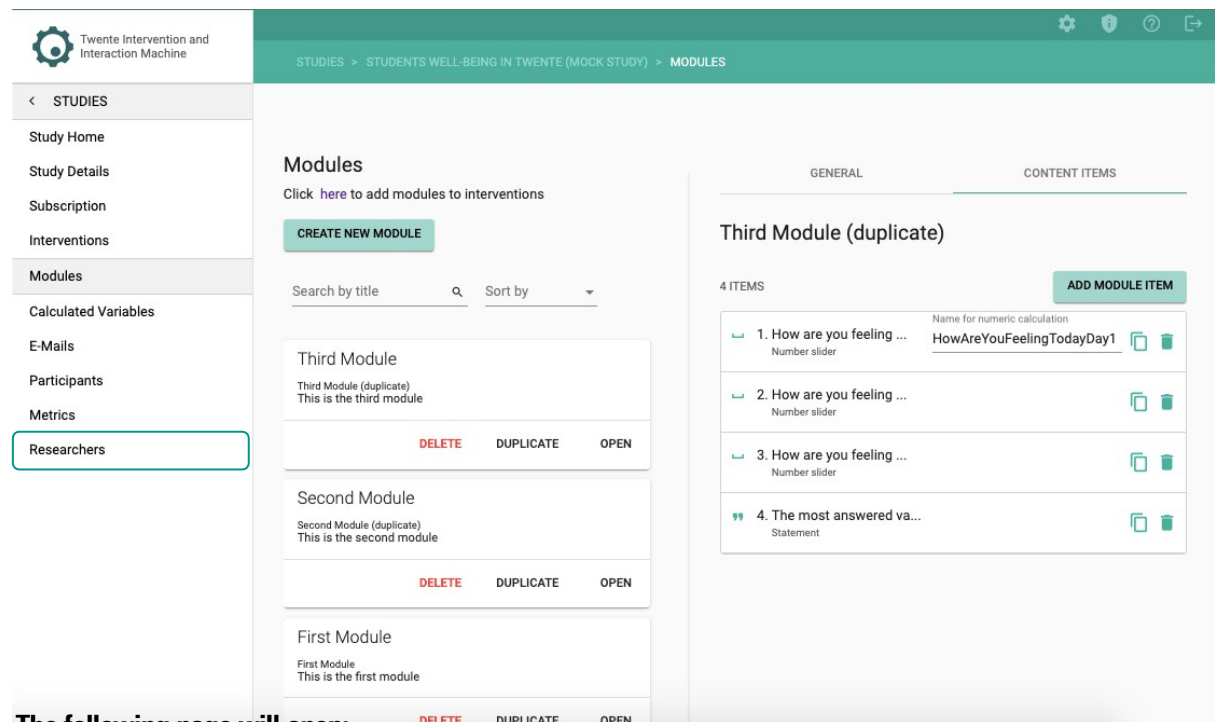 Twente Intervention and
Interaction Machine
STUDIES > STUDENTS WELL-BEING IN TWENTE (MOCK STUDY) > MODULES
< STUDIES
Study Home
Study Details
Subscription
Interventions
Modules
Calculated Variables
E-Mails
Participants
Metrics
Researchers
Modules
Click here to add modules to interventions
CREATE NEW MODULE
Search by title
Sort by
Third Module
Third Module (duplicate)
This is the third module
DELETE DUPLICATE OPEN
Second Module
Second Module (duplicate)
This is the second module
DELETE DUPLICATE OPEN
First Module
First Module
This is the first module
DELETE DUPLICATE OPEN
GENERAL CONTENT ITEMS
Third Module (duplicate)
4 ITEMS ADD MODULE ITEM
1. How are you feeling ...
Number slider
Name for numeric calculation
HowAreYouFeelingTodayDay1
2. How are you feeling ...
Number slider
3. How are you feeling ...
Number slider
4. The most answered va...
Statement
The following page will open: